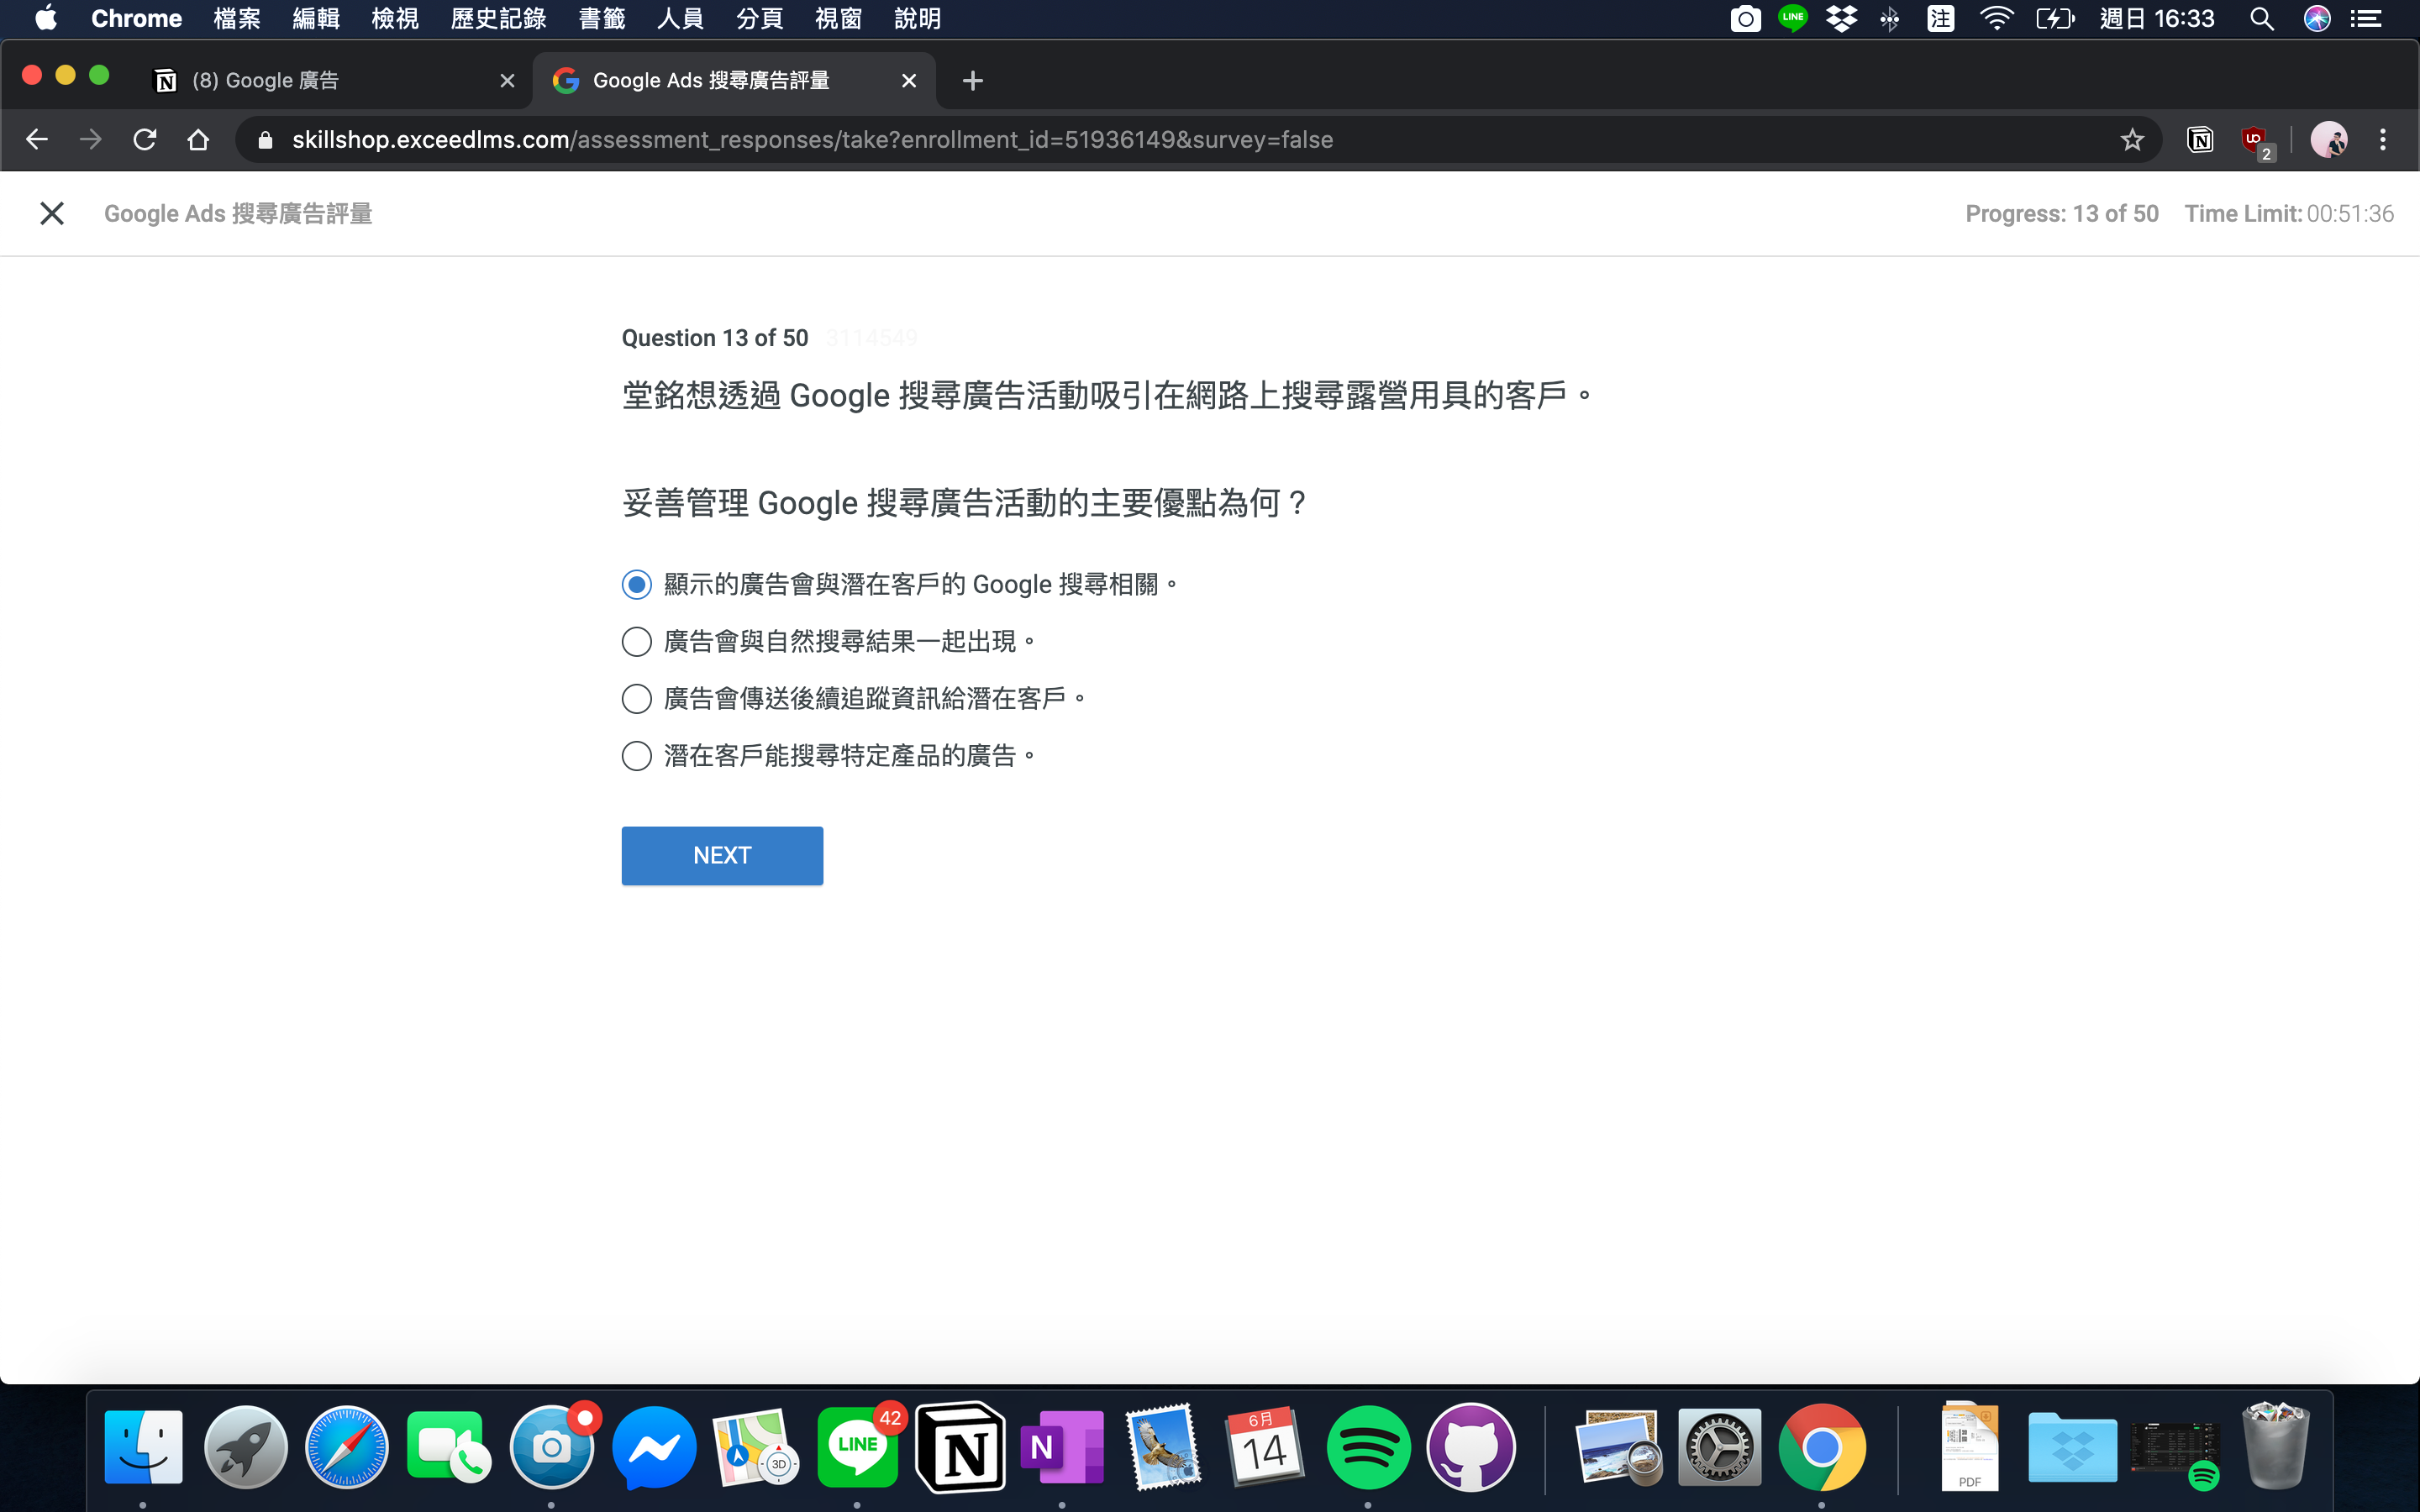 Chrome 檔案 編輯 檢視 歷史記錄 書籤 人員 分頁 視窗 說明 LINE 注 週日 16:33
(8) Google 廣告
Google Ads 搜尋廣告評量
skillshop.exceedlms.com/assessment_responses/take?enrollment_id=51936149&survey=false
2
Google Ads 搜尋廣告評量
Progress: 13 of 50 Time Limit: 00:51:36
Question 13 of 50 3114549
堂銘想透過 Google 搜尋廣告活動吸引在網路上搜尋露營用具的客戶。
妥善管理 Google 搜尋廣告活動的主要優點為何？
顯示的廣告會與潛在客戶的 Google 搜尋相關。
廣告會與自然搜尋結果一起出現。
廣告會傳送後續追蹤資訊給潛在客戶。
潛在客戶能搜尋特定產品的廣告。
NEXT
3D
LINE
42
N
N
6月
14
PDF